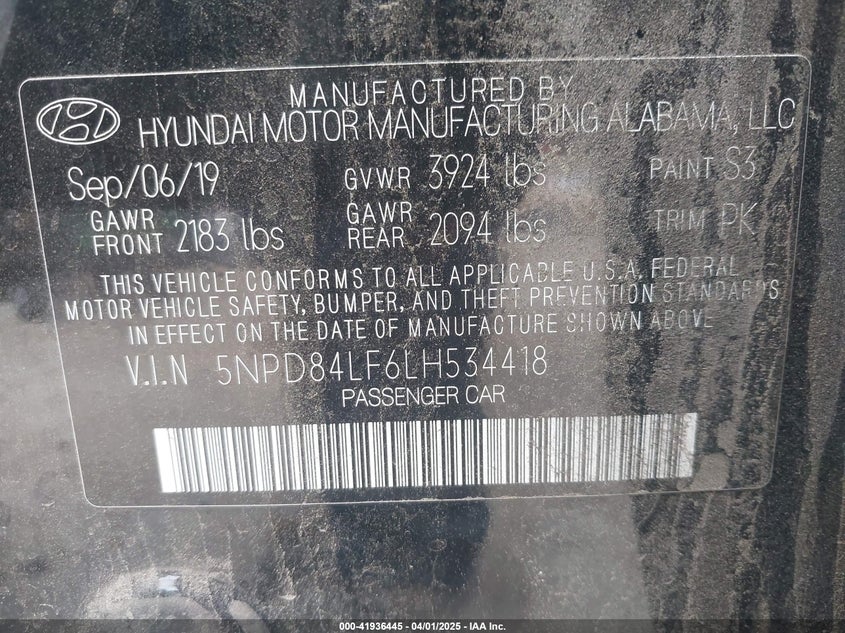 MANUFACTURED BY
HYUNDAI MOTOR MANUFACTURING ALABAMA, LLC
Sep/06/19 GVWR 3924 lbs PAINT S3
GAWR FRONT 2183 lbs GAWR REAR 2094 lbs TRIM PK
THIS VEHICLE CONFORMS TO ALL APPLICABLE U.S.A. FEDERAL
MOTOR VEHICLE SAFETY, BUMPER, AND THEFT PREVENTION STANDARDS
IN EFFECT ON THE DATE OF MANUFACTURE SHOWN ABOVE
V.I.N 5NPD84LF6LH534418
PASSENGER CAR
000-41936445 - 04/01/2025 - IAA Inc.